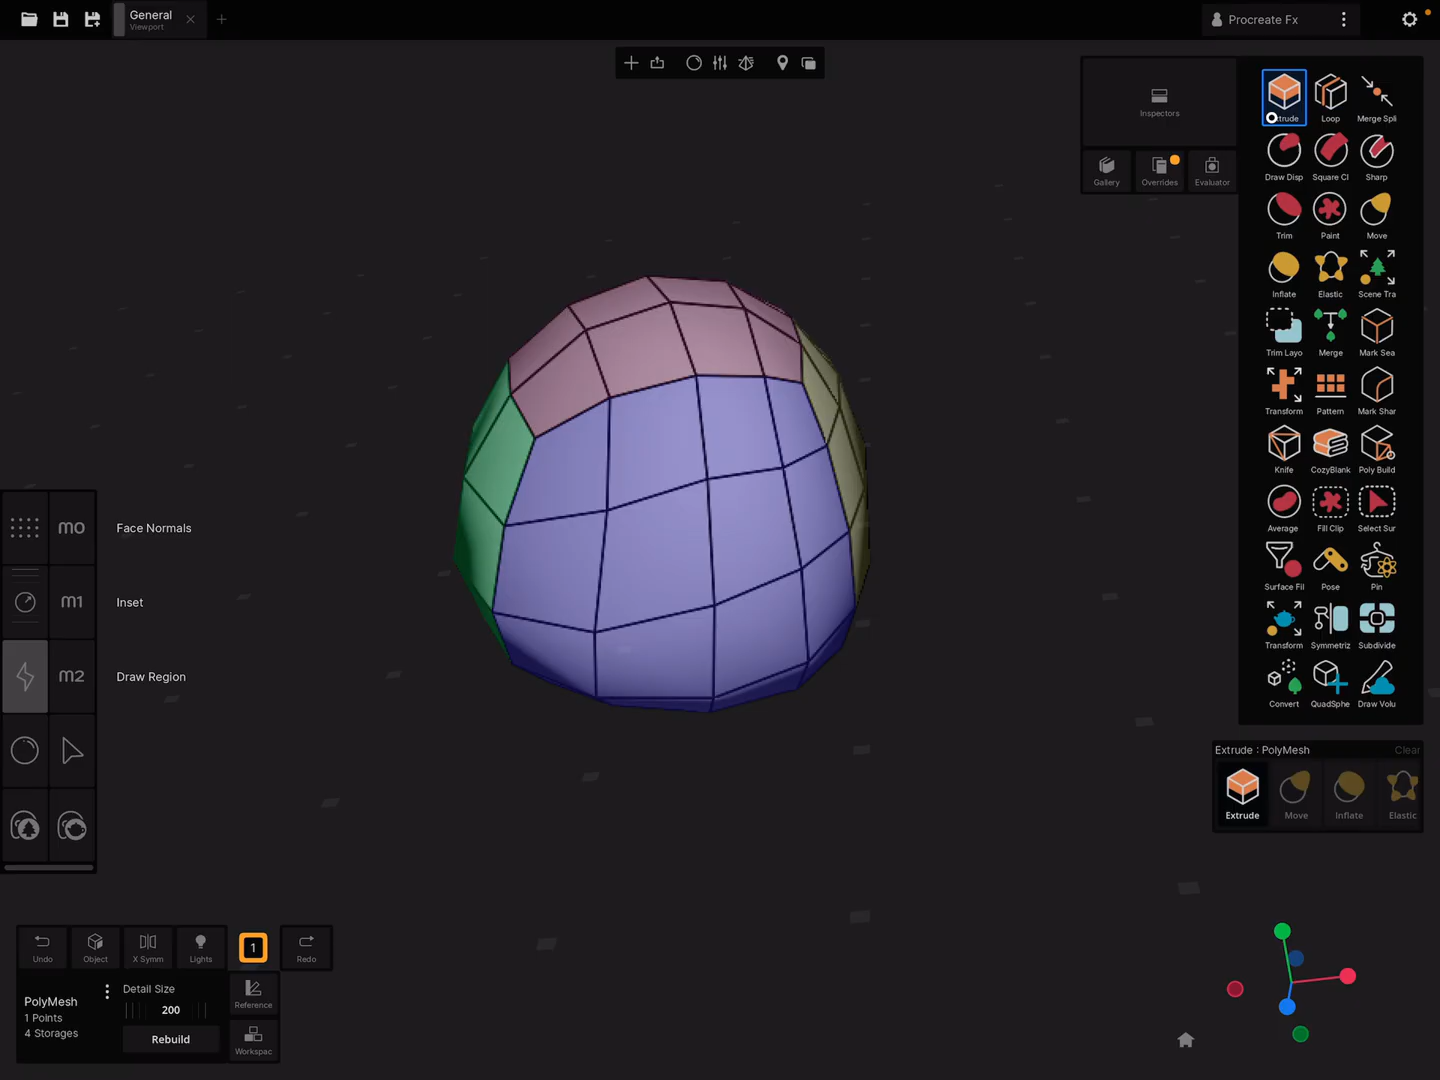 General
Viewport
Procreate Fx
Inspectors
Gallery
Overrides
Evaluator
Extrude
Loop
Merge Spli
Draw Disp
Square Cl
Sharp
Trim
Paint
Move
Inflate
Elastic
Scene Tra
Trim Layo
Merge
Mark Sea
Transform
Pattern
Mark Shar
Knife
CozyBlank
Poly Build
Average
Fill Clip
Select Sur
Surface Fil
Pose
Pin
Transform
Symmetriz
Subdivide
Convert
QuadSphe
Draw Volu
m0
Face Normals
m1
Inset
m2
Draw Region
Extrude : PolyMesh
Clear
Extrude
Move
Inflate
Elastic
Undo
Object
X Symm
Lights
1
Redo
PolyMesh
1 Points
4 Storages
Detail Size
200
Rebuild
Reference
Workspac